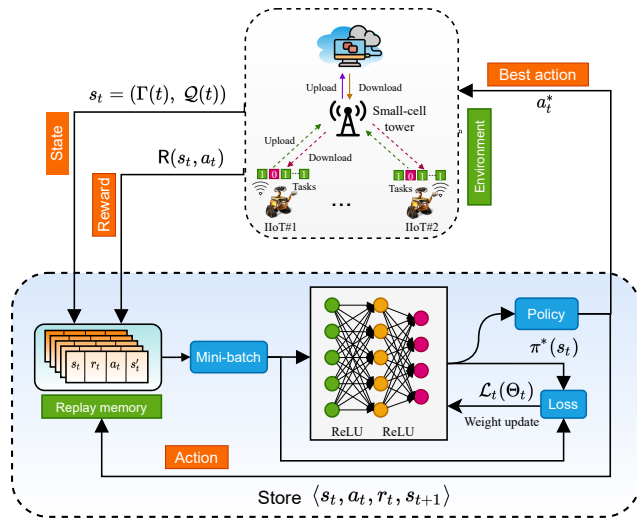 Upload
Download
Small-cell
tower
Upload
Download
1 0 1 1
Tasks
IIoT#1
...
1 0 1 1
Tasks
IIoT#2
Environment
Best action
a_t^*
s_t = (Γ(t), Q(t))
State
R(s_t, a_t)
Reward
s_t r_t a_t s'_t
Replay memory
Mini-batch
ReLU ReLU
Policy
π^*(s_t)
L_t(Θ_t)
Weight update
Loss
Action
Store ⟨s_t, a_t, r_t, s_{t+1}⟩